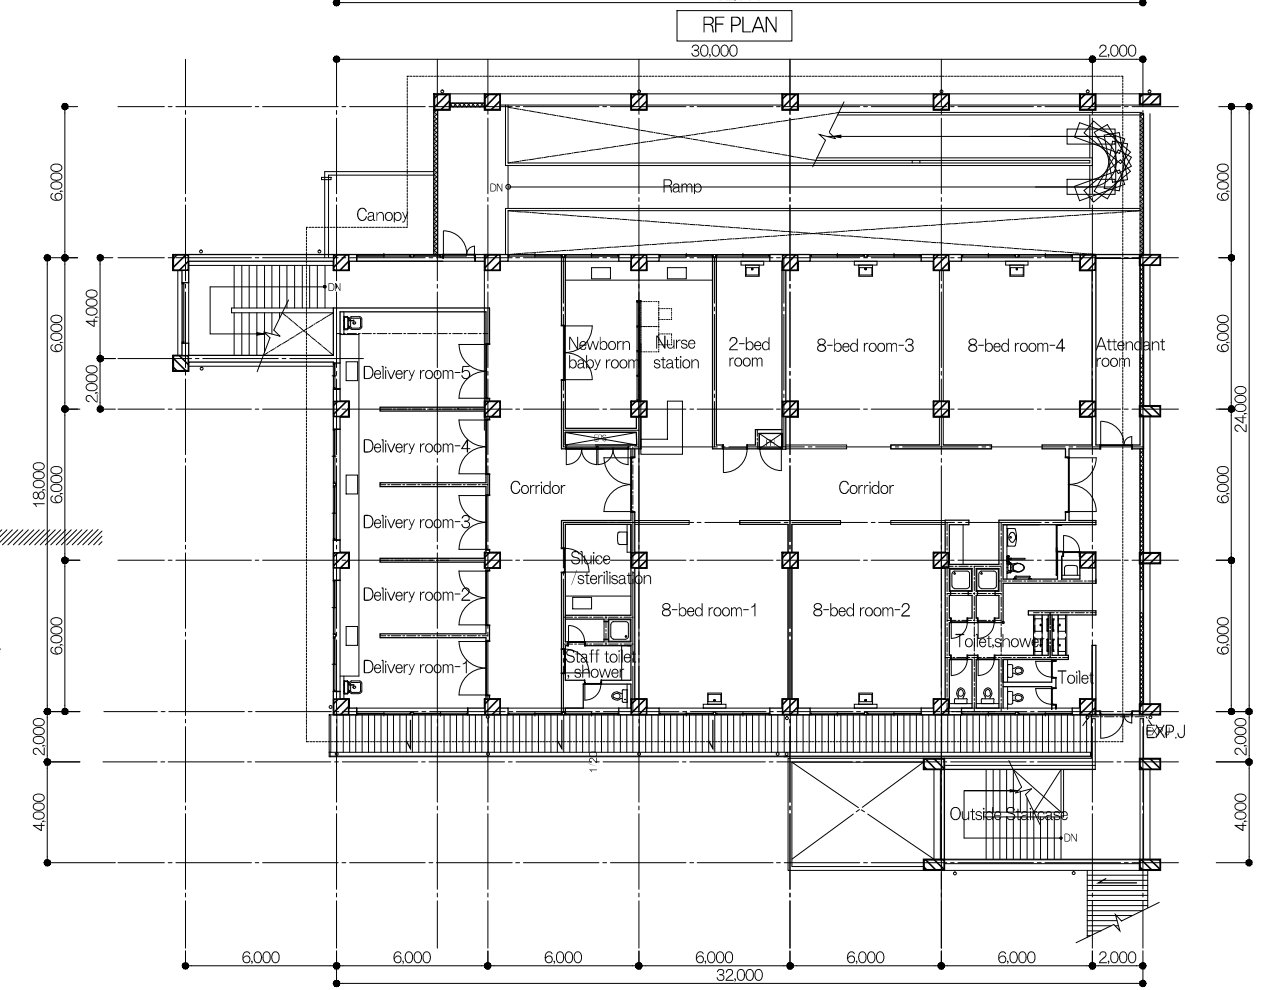 RF PLAN
30,000
2,000
6,000
6,000
Ramp
DN
Canopy
DN
4,000
6,000
6,000
Newborn
baby room
Nurse
station
2-bed
room
8-bed room-3
8-bed room-4
Attendant
room
Delivery room-5
2,000
24,000
Delivery room-4
18,000
6,000
6,000
Corridor
Corridor
Delivery room-3
Sluice
/sterilisation
Delivery room-2
8-bed room-1
8-bed room-2
6,000
6,000
Toilet,shower
Staff toilet
, shower
Delivery room-1
Toilet
2,000
2,000
EXP.J
4,000
4,000
Outside Staircase
DN
6,000
6,000
6,000
6,000
6,000
6,000
2,000
32,000